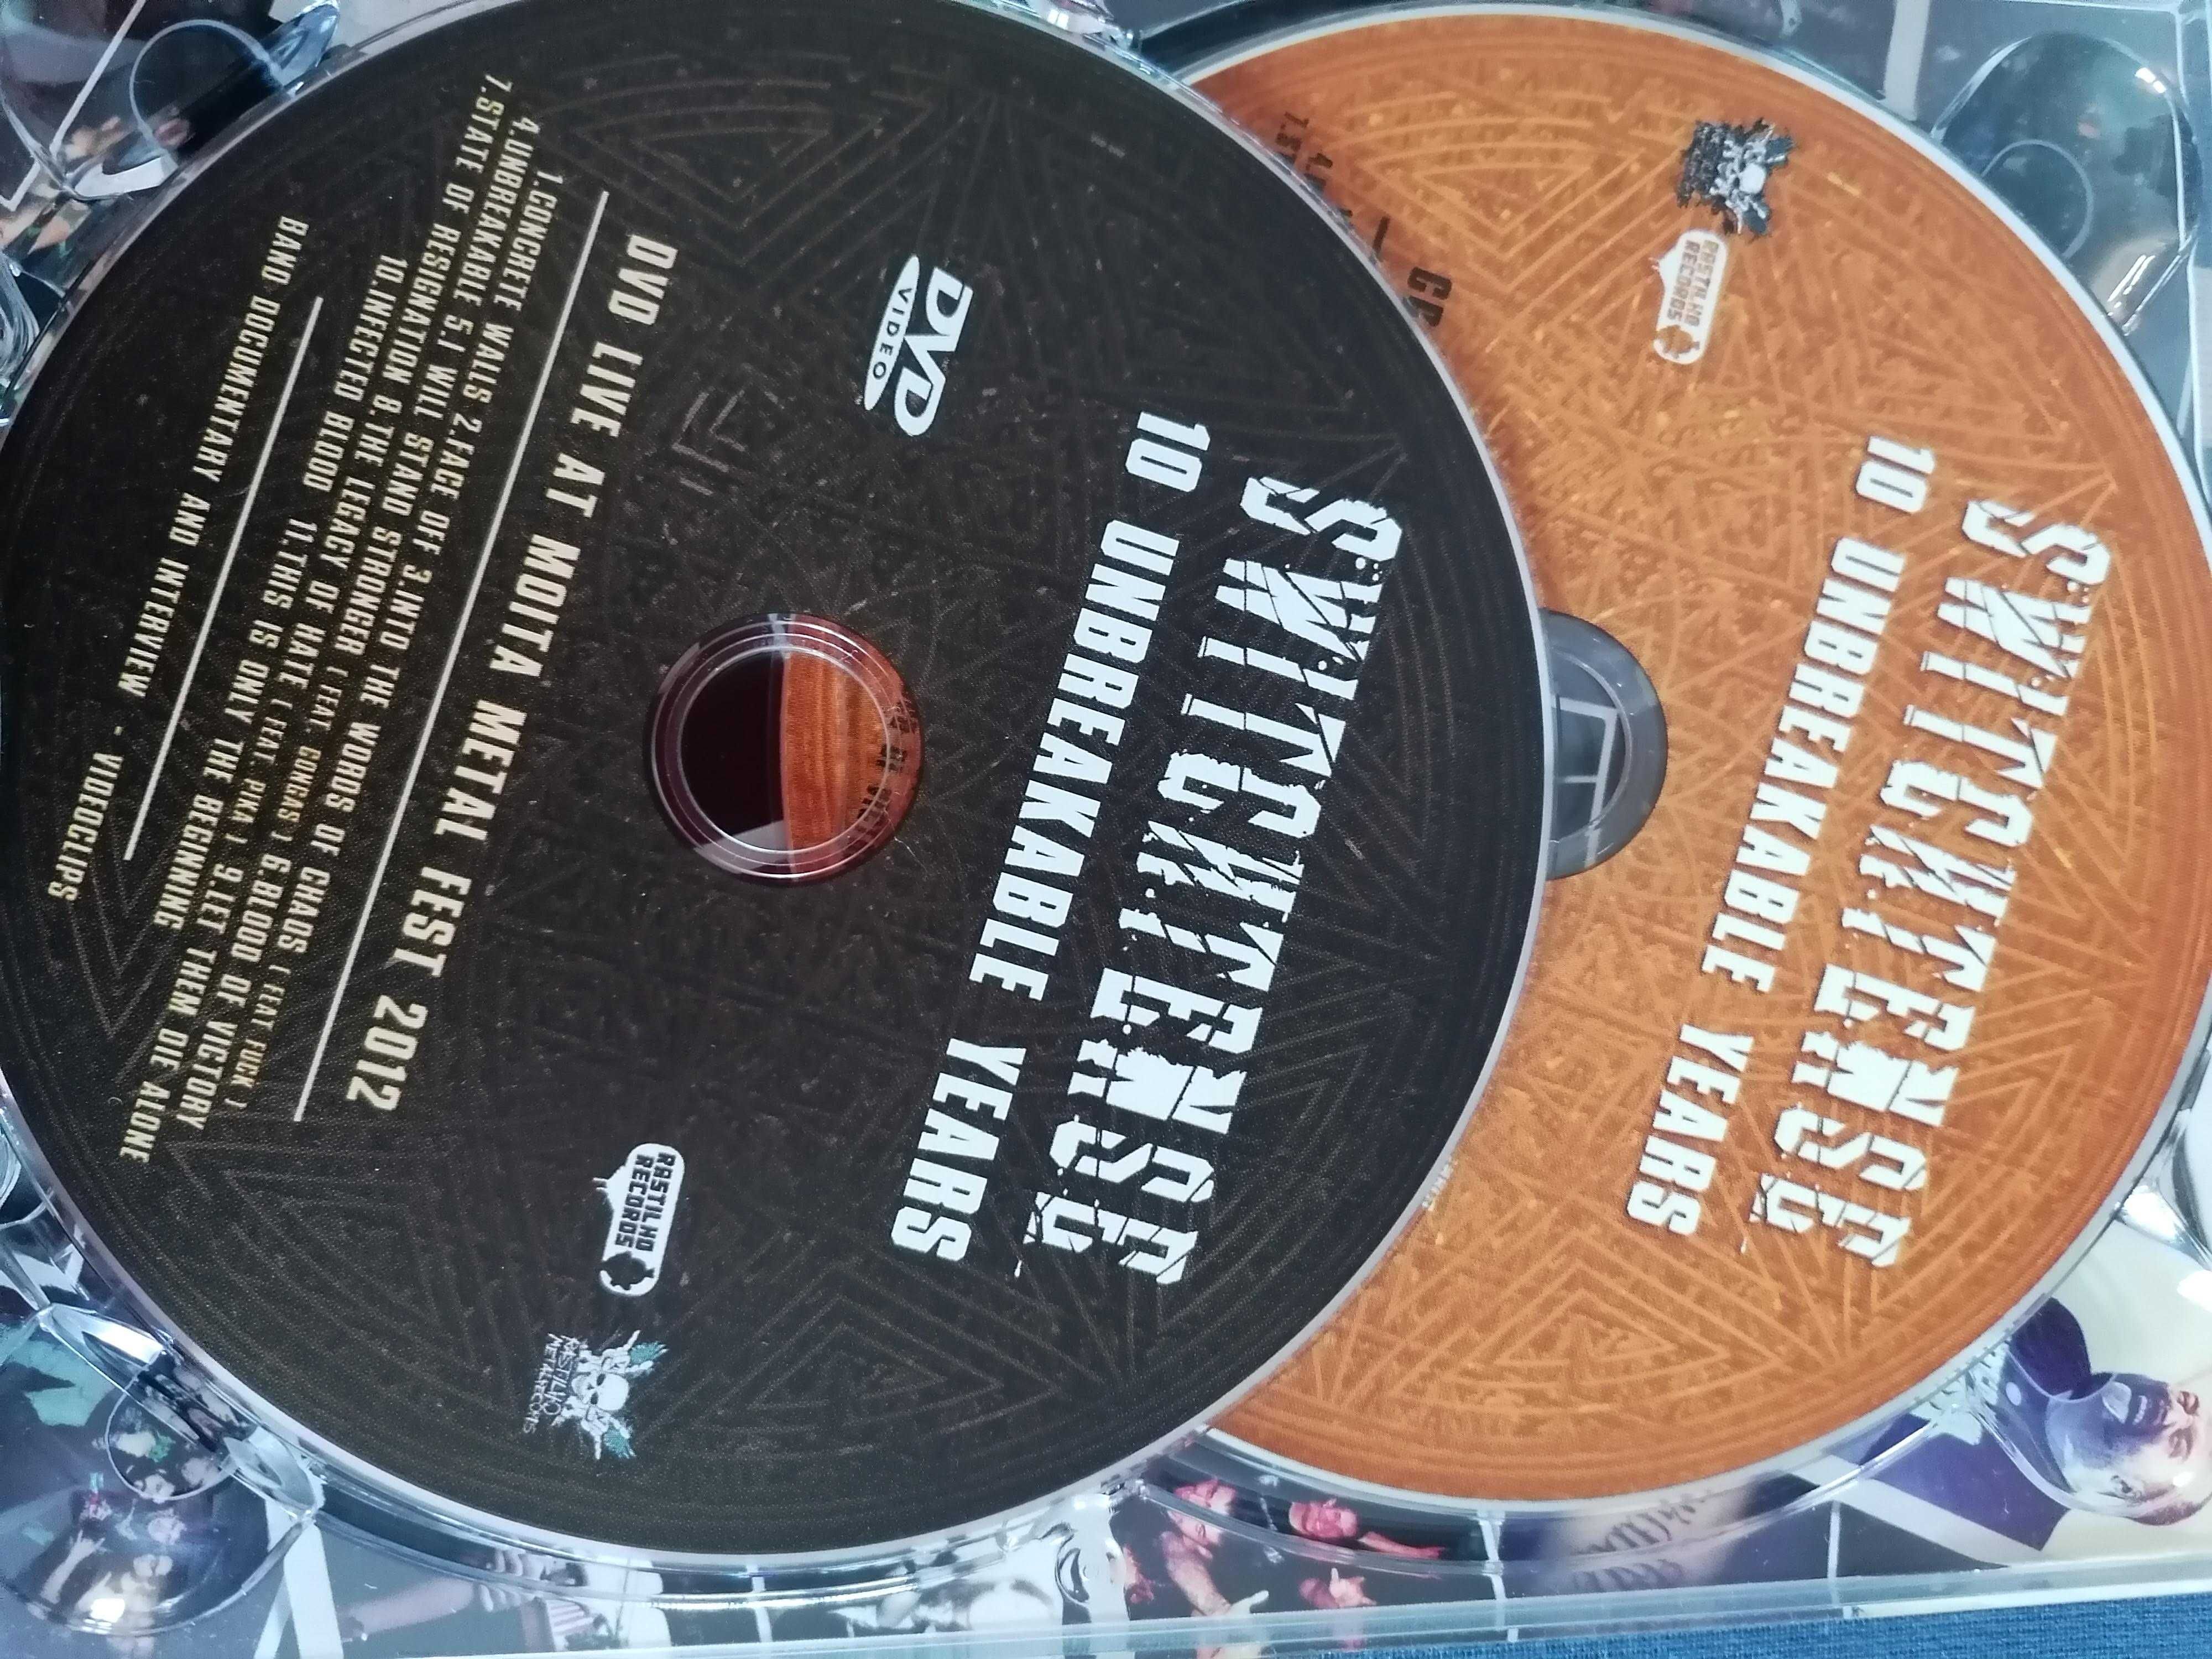 SWITCHTENSE
10 UNBREAKABLE YEARS
DVD
VIDEO
RASTILHO
RECORDS
DVD LIVE AT MOITA METAL FEST 2012
1.CONCRETE WALLS 2.FACE OFF 3.INTO THE WORDS OF CHAOS ( FEAT. FUCK )
4.UNBREAKABLE 5.I WILL STAND STRONGER ( FEAT. CONGAS ) 6.BLOOD OF VICTORY
7.STATE OF RESIGNATION 8.THE LEGACY OF HATE ( FEAT. PIKA ) 9.LET THEM DIE ALONE
10.INFECTED BLOOD 11.THIS IS ONLY THE BEGINNING
BAND DOCUMENTARY AND INTERVIEW - VIDEOCLIPS
SWITCHTENSE
10 UNBREAKABLE YEARS
RASTILHO
RECORDS